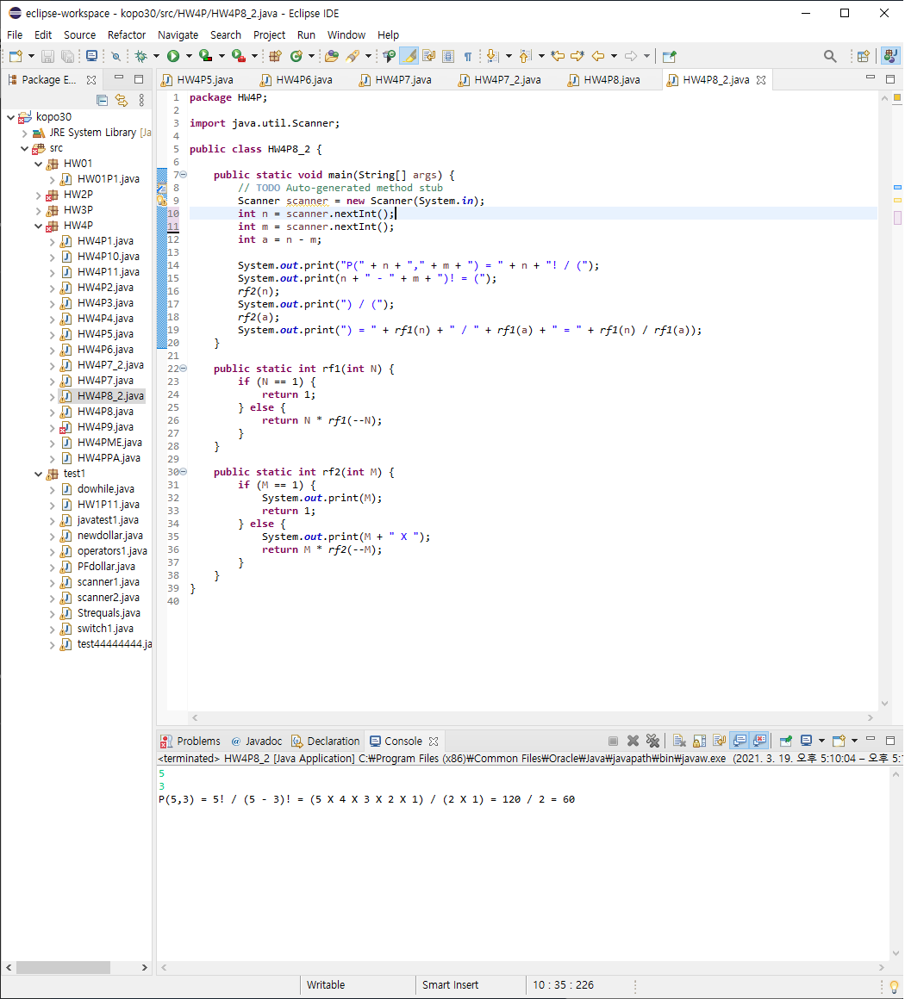 eclipse-workspace - kopo30/src/HW4P/HW4P8_2.java - Eclipse IDE
File Edit Source Refactor Navigate Search Project Run Window Help
Package E...
HW4P5.java HW4P6.java HW4P7.java HW4P7_2.java HW4P8.java HW4P8_2.java
kopo30
JRE System Library [Ja
src
HW01
HW01P1.java
HW2P
HW3P
HW4P
HW4P1.java
HW4P10.java
HW4P11.java
HW4P2.java
HW4P3.java
HW4P4.java
HW4P5.java
HW4P6.java
HW4P7_2.java
HW4P7.java
HW4P8_2.java
HW4P8.java
HW4P9.java
HW4PME.java
HW4PPA.java
test1
dowhile.java
HW1P11.java
javatest1.java
newdollar.java
operators1.java
PFdollar.java
scanner1.java
scanner2.java
Strequals.java
switch1.java
test44444444.ja
1 package HW4P;
2
3 import java.util.Scanner;
4
5 public class HW4P8_2 {
6
7 public static void main(String[] args) {
8 // TODO Auto-generated method stub
9 Scanner scanner = new Scanner(System.in);
10 int n = scanner.nextInt();
11 int m = scanner.nextInt();
12 int a = n - m;
13
14 System.out.print("P(" + n + "," + m + ") = " + n + "! / (");
15 System.out.print(n + " - " + m + ")! = (");
16 rf2(n);
17 System.out.print(") / (");
18 rf2(a);
19 System.out.print(") = " + rf1(n) + " / " + rf1(a) + " = " + rf1(n) / rf1(a));
20 }
21
22 public static int rf1(int N) {
23 if (N == 1) {
24 return 1;
25 } else {
26 return N * rf1(--N);
27 }
28 }
29
30 public static int rf2(int M) {
31 if (M == 1) {
32 System.out.print(M);
33 return 1;
34 } else {
35 System.out.print(M + " X ");
36 return M * rf2(--M);
37 }
38 }
39 }
40
Problems Javadoc Declaration Console
<terminated> HW4P8_2 [Java Application] C:₩Program Files (x86)₩Common Files₩Oracle₩Java₩javapath₩bin₩javaw.exe (2021. 3. 19. 오후 5:10:04 – 오후 5:1
5
3
P(5,3) = 5! / (5 - 3)! = (5 X 4 X 3 X 2 X 1) / (2 X 1) = 120 / 2 = 60
Writable Smart Insert 10 : 35 : 226